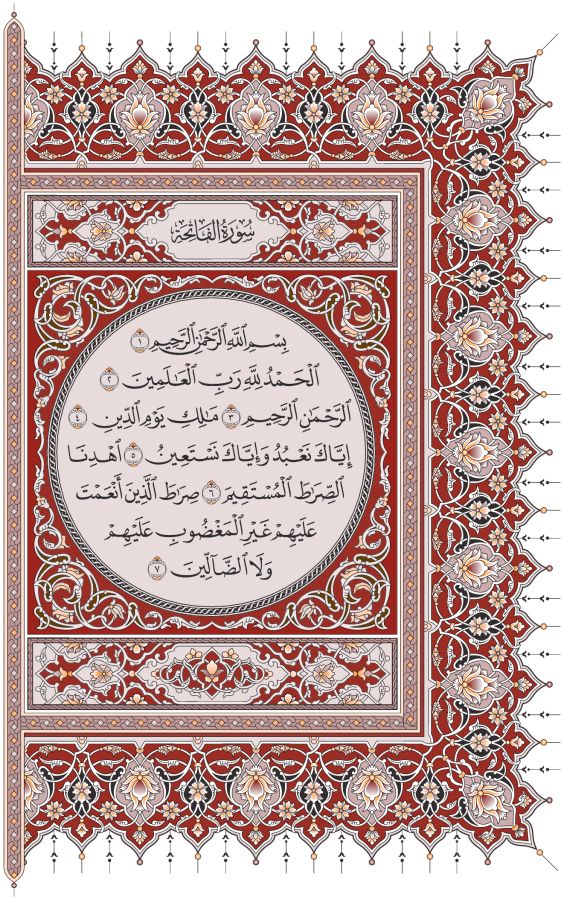 سُورَةُ الفَاتِحَةِ
بِسْمِ ٱللَّهِ ٱلرَّحْمَٰنِ ٱلرَّحِيمِ ١
ٱلْحَمْدُ لِلَّهِ رَبِّ ٱلْعَٰلَمِينَ ٢
ٱلرَّحْمَٰنِ ٱلرَّحِيمِ ٣ مَٰلِكِ يَوْمِ ٱلدِّينِ ٤
إِيَّاكَ نَعْبُدُ وَإِيَّاكَ نَسْتَعِينُ ٥ ٱهْدِنَا
ٱلصِّرَٰطَ ٱلْمُسْتَقِيمَ ٦ صِرَٰطَ ٱلَّذِينَ أَنْعَمْتَ
عَلَيْهِمْ غَيْرِ ٱلْمَغْضُوبِ عَلَيْهِمْ
وَلَا ٱلضَّآلِّينَ ٧